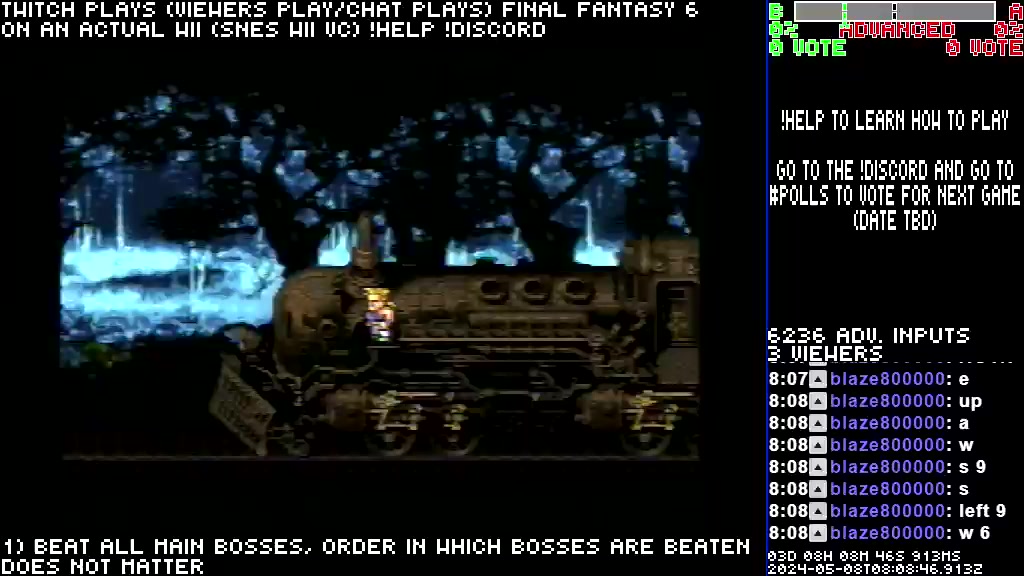 TWITCH PLAYS (VIEWERS PLAY/CHAT PLAYS) FINAL FANTASY 6
ON AN ACTUAL WII (SNES WII VC) !HELP !DISCORD
B A
0% ADVANCED 0%
0 VOTE 0 VOTE
!HELP TO LEARN HOW TO PLAY
GO TO THE !DISCORD AND GO TO
#POLLS TO VOTE FOR NEXT GAME
(DATE TBD)
6236 ADV. INPUTS
3 VIEWERS
8:07 blaze800000: e
8:08 blaze800000: up
8:08 blaze800000: a
8:08 blaze800000: w
8:08 blaze800000: s 9
8:08 blaze800000: s
8:08 blaze800000: left 9
8:08 blaze800000: w 6
03D 08H 08M 46S 913MS
2024-05-08T08:08:46.913Z
1) BEAT ALL MAIN BOSSES, ORDER IN WHICH BOSSES ARE BEATEN
DOES NOT MATTER